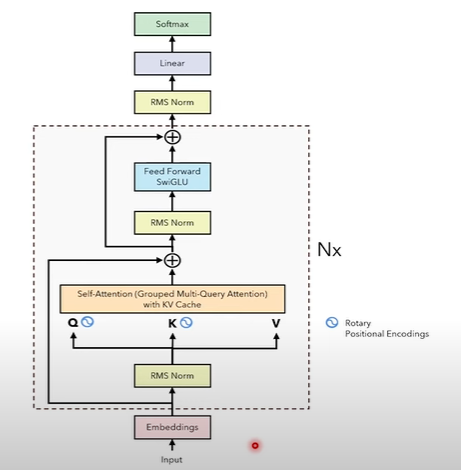 Softmax
Linear
RMS Norm
Feed Forward
SwiGLU
RMS Norm
Nx
Self-Attention (Grouped Multi-Query Attention)
with KV Cache
Q K V
Rotary
Positional Encodings
RMS Norm
Embeddings
Input